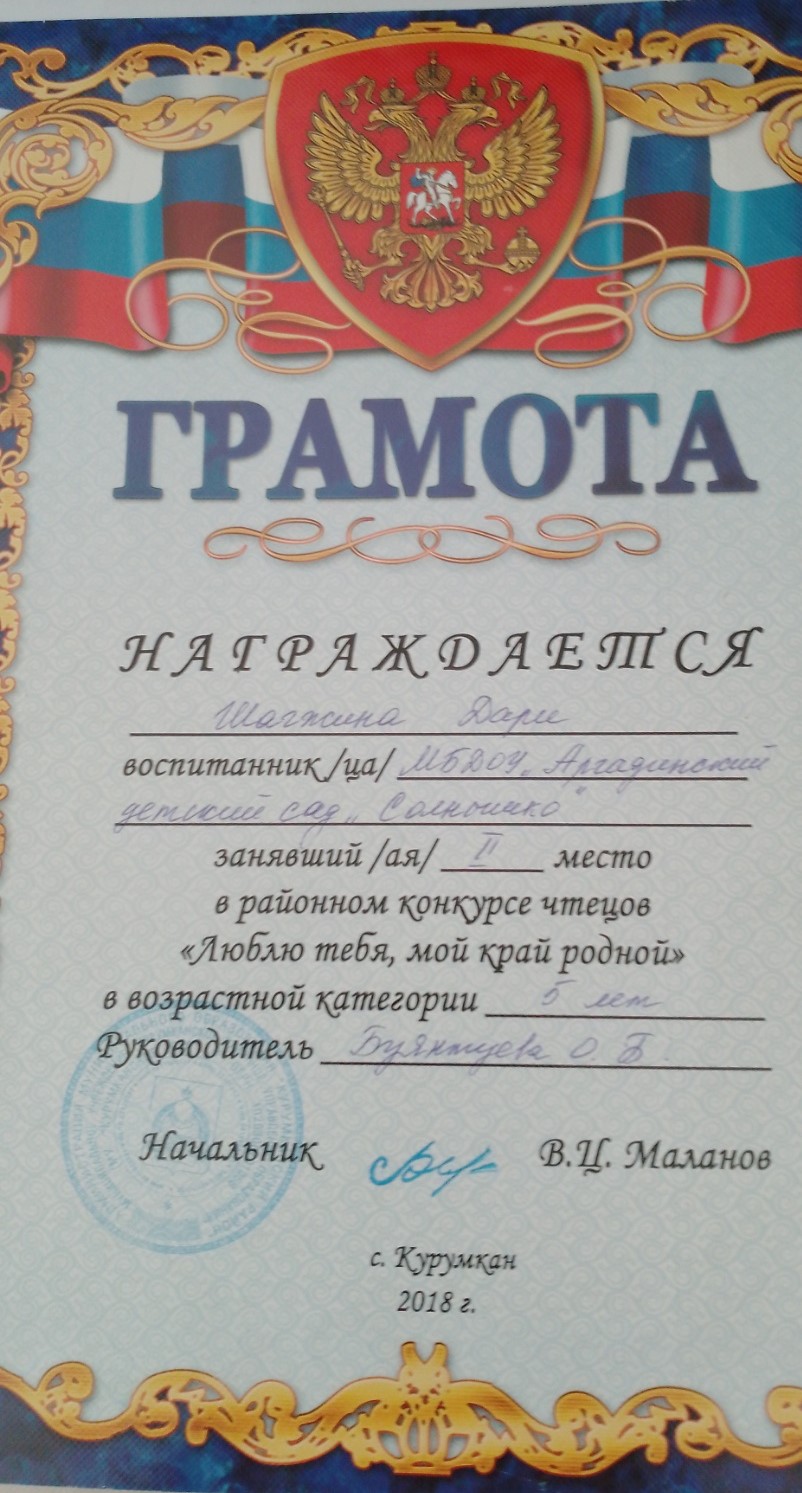 ГРАМОТА
НАГРАЖДАЕТСЯ
Шагжина Дари
воспитанник /ца/ МБДОУ „Аргадинский
детский сад „Солнышко"
занявший /ая/ II место
в районном конкурсе чтецов
«Люблю тебя, мой край родной»
в возрастной категории 5 лет
Руководитель Буянтуева О. Б.
Начальник В.Ц. Маланов
с. Курумкан
2018 г.